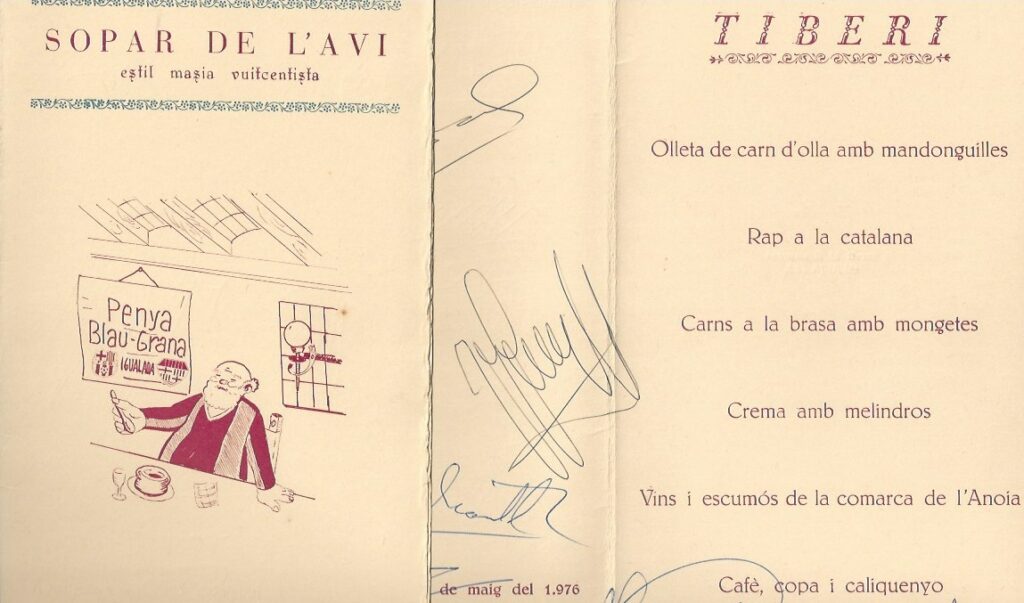 SOPAR DE L'AVI
estil masia vuitcentista
Penya
Blau-Grana
IGUALADA
de maig del 1.976
TIBERI
Olleta de carn d'olla amb mandonguilles
Rap a la catalana
Carns a la brasa amb mongetes
Crema amb melindros
Vins i escumós de la comarca de l'Anoia
Cafè, copa i caliquenyo